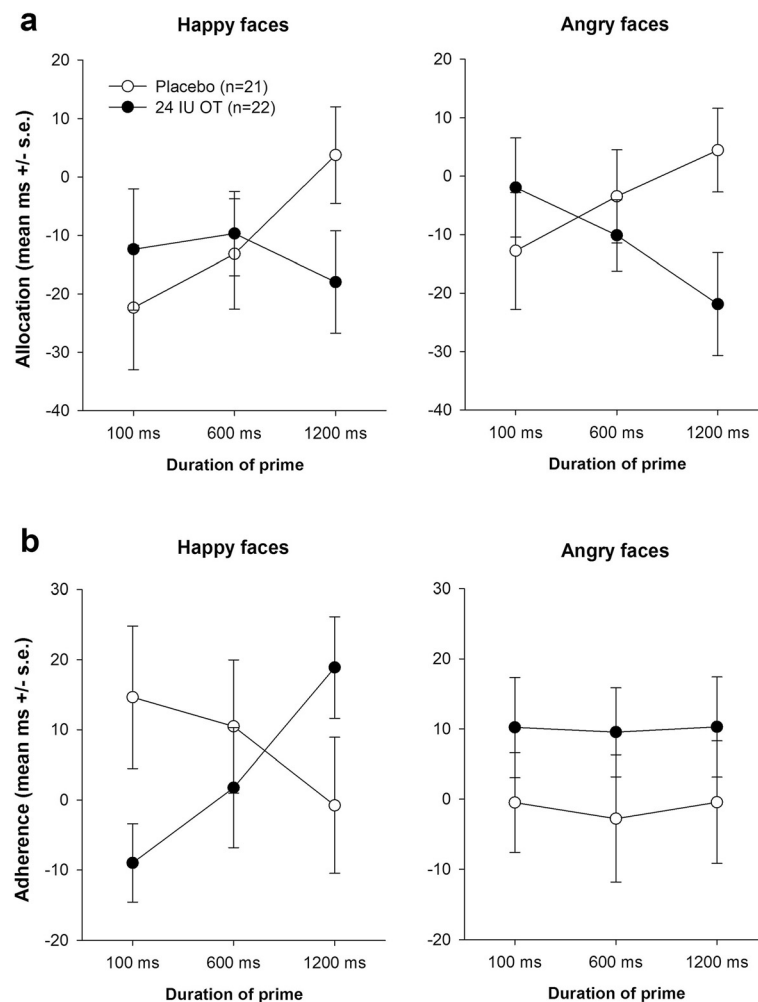 a
Happy faces
Angry faces
Placebo (n=21)
24 IU OT (n=22)
Allocation (mean ms +/- s.e.)
20
10
0
-10
-20
-30
-40
100 ms
600 ms
1200 ms
Duration of prime
20
10
0
-10
-20
-30
-40
100 ms
600 ms
1200 ms
Duration of prime
b
Happy faces
Angry faces
Adherence (mean ms +/- s.e.)
30
20
10
0
-10
-20
100 ms
600 ms
1200 ms
Duration of prime
30
20
10
0
-10
-20
100 ms
600 ms
1200 ms
Duration of prime